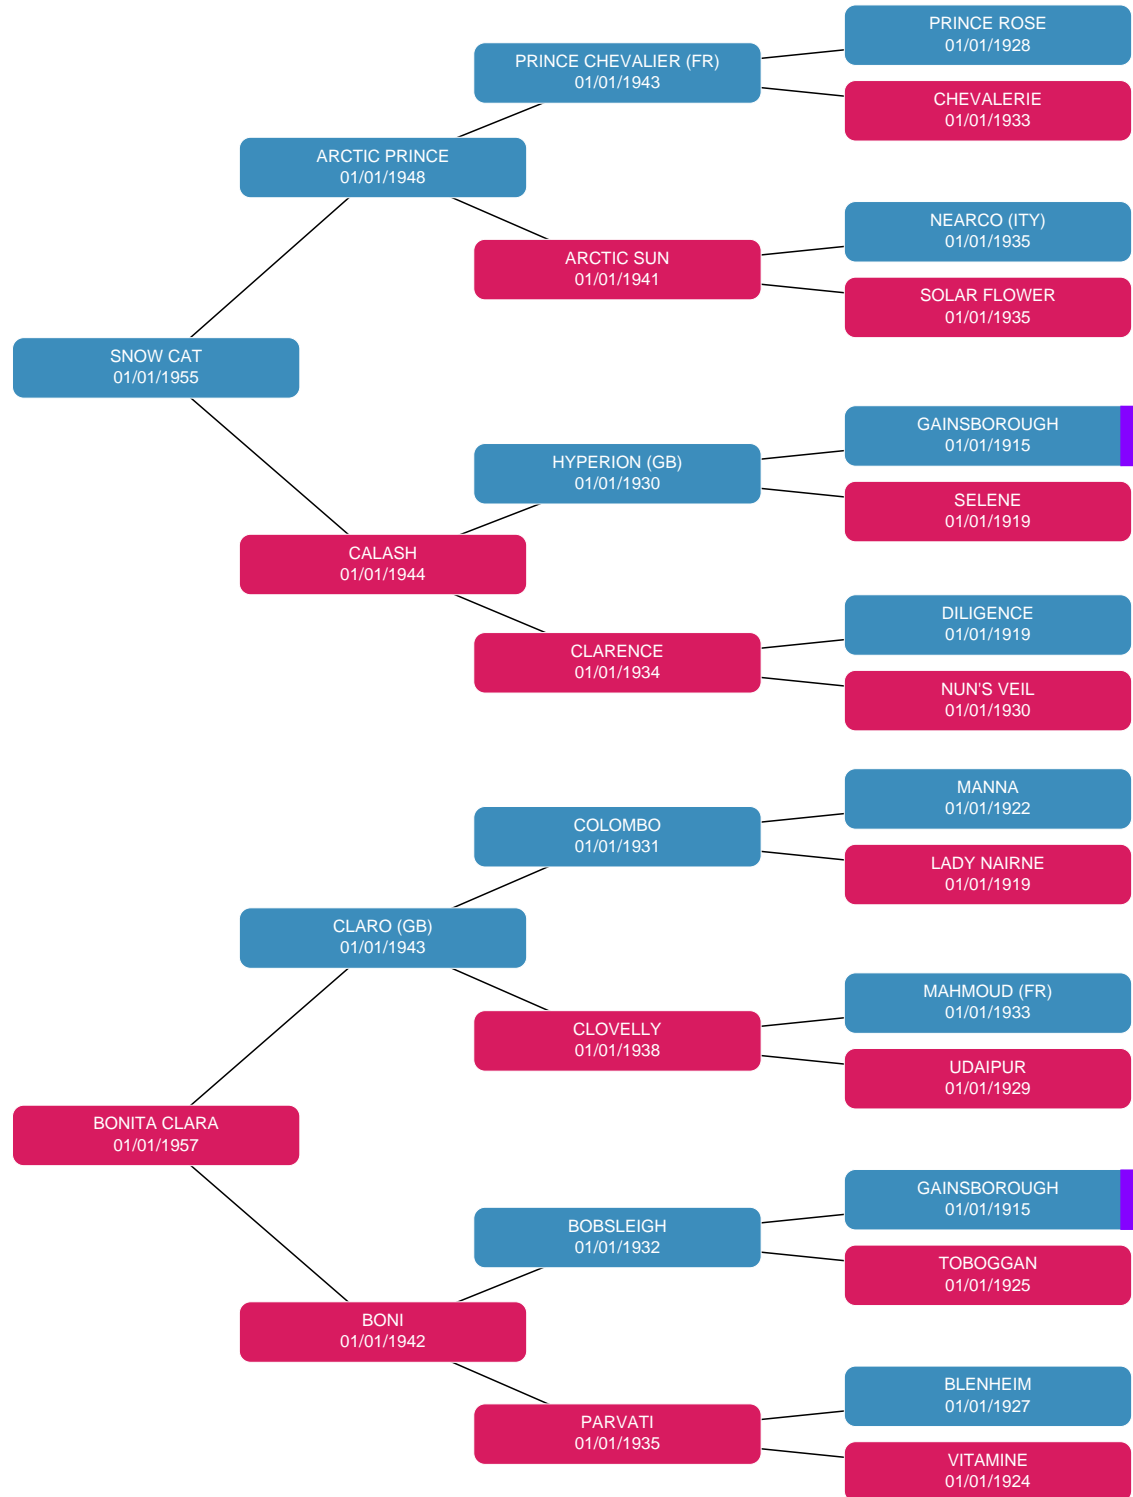 PRINCE ROSE
01/01/1928
PRINCE CHEVALIER (FR)
01/01/1943
CHEVALERIE
01/01/1933
ARCTIC PRINCE
01/01/1948
NEARCO (ITY)
01/01/1935
ARCTIC SUN
01/01/1941
SOLAR FLOWER
01/01/1935
SNOW CAT
01/01/1955
GAINSBOROUGH
01/01/1915
HYPERION (GB)
01/01/1930
SELENE
01/01/1919
CALASH
01/01/1944
DILIGENCE
01/01/1919
CLARENCE
01/01/1934
NUN'S VEIL
01/01/1930
MANNA
01/01/1922
COLOMBO
01/01/1931
LADY NAIRNE
01/01/1919
CLARO (GB)
01/01/1943
MAHMOUD (FR)
01/01/1933
CLOVELLY
01/01/1938
UDAIPUR
01/01/1929
BONITA CLARA
01/01/1957
GAINSBOROUGH
01/01/1915
BOBSLEIGH
01/01/1932
TOBOGGAN
01/01/1925
BONI
01/01/1942
BLENHEIM
01/01/1927
PARVATI
01/01/1935
VITAMINE
01/01/1924